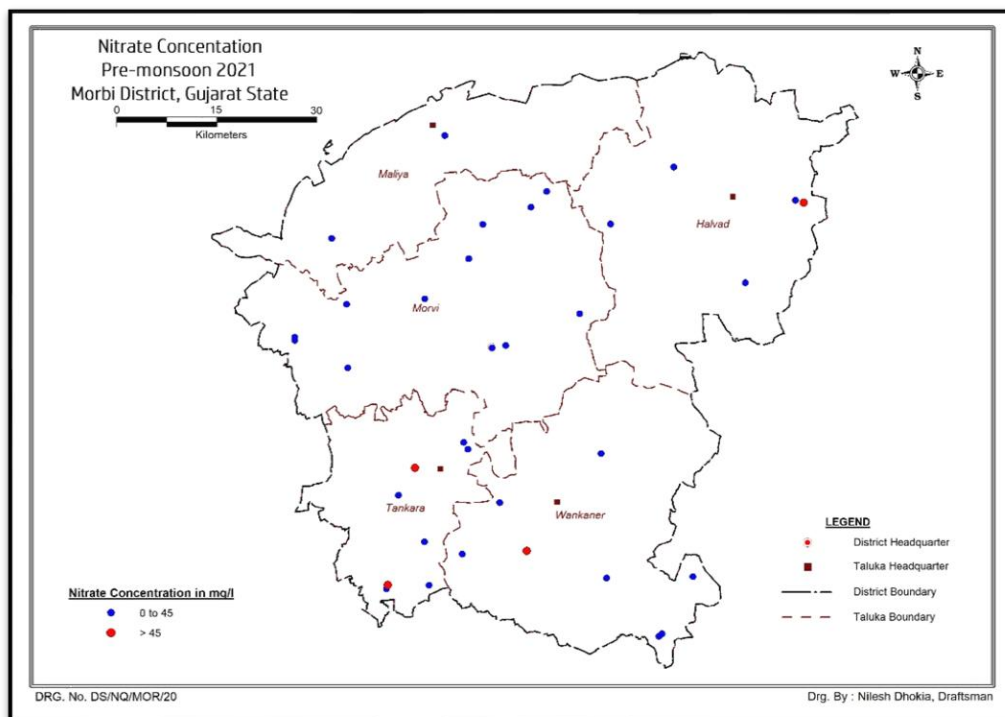 Nitrate Concentation
Pre-monsoon 2021
Morbi District, Gujarat State
0 15 30
Kilometers
N
W E
S
Maliya
Halvad
Morvi
Tankara
Wankaner
LEGEND
District Headquarter
Taluka Headquarter
District Boundary
Taluka Boundary
Nitrate Concentration in mg/l
0 to 45
> 45
DRG. No. DS/NQ/MOR/20
Drg. By : Nilesh Dhokia, Draftsman